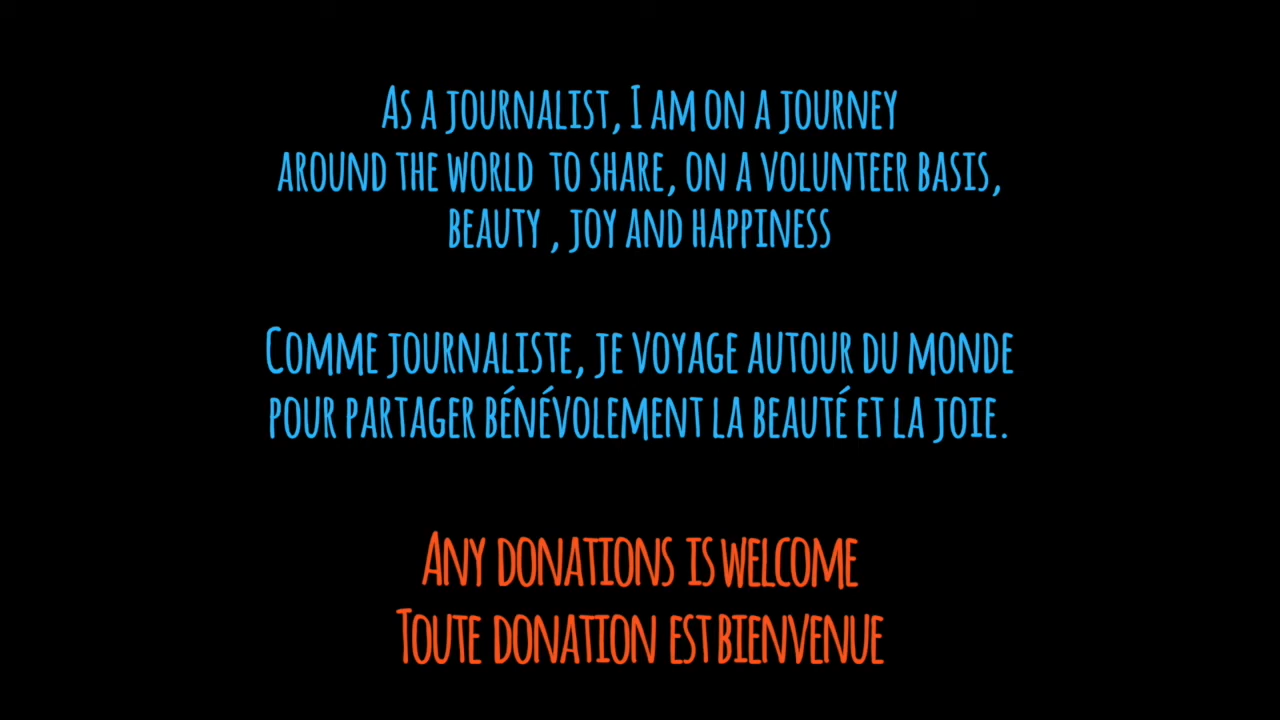 As a journalist, I am on a journey
around the world to share, on a volunteer basis,
beauty , joy and happiness
Comme journaliste, je voyage autour du monde
pour partager bénévolement la beauté et la joie.
Any donations is welcome
Toute donation est bienvenue